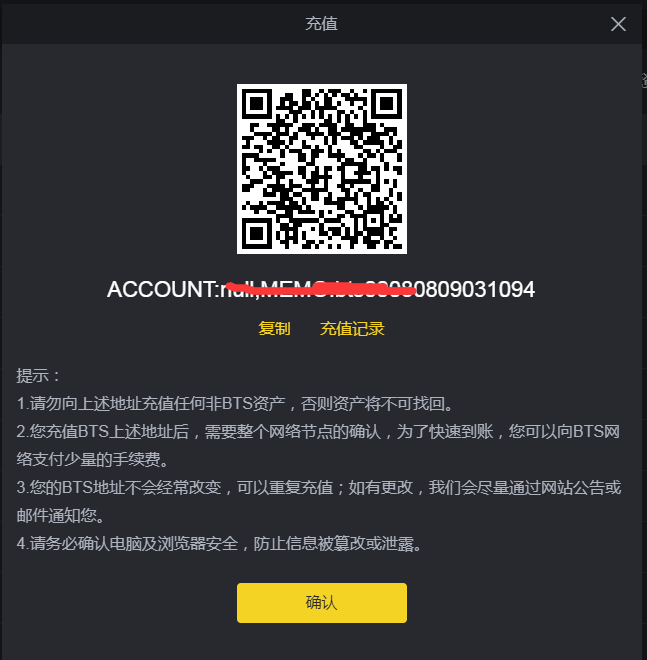 充值
ACCOUNT:null,MEMO:bts88080809031094
复制 充值记录
提示：
1.请勿向上述地址充值任何非BTS资产，否则资产将不可找回。
2.您充值BTS上述地址后，需要整个网络节点的确认，为了快速到账，您可以向BTS网
络支付少量的手续费。
3.您的BTS地址不会经常改变，可以重复充值；如有更改，我们会尽量通过网站公告或
邮件通知您。
4.请务必确认电脑及浏览器安全，防止信息被篡改或泄露。
确认